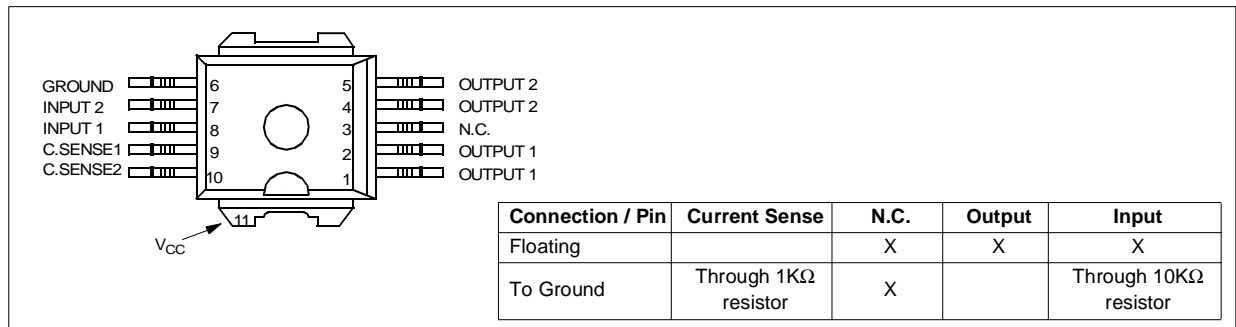 GROUND
INPUT 2
INPUT 1
C.SENSE1
C.SENSE2
6
7
8
9
10
5
4
3
2
1
OUTPUT 2
OUTPUT 2
N.C.
OUTPUT 1
OUTPUT 1
11
VCC
Connection / Pin Current Sense N.C. Output Input
Floating X X X
To Ground Through 1KΩ resistor X Through 10KΩ resistor